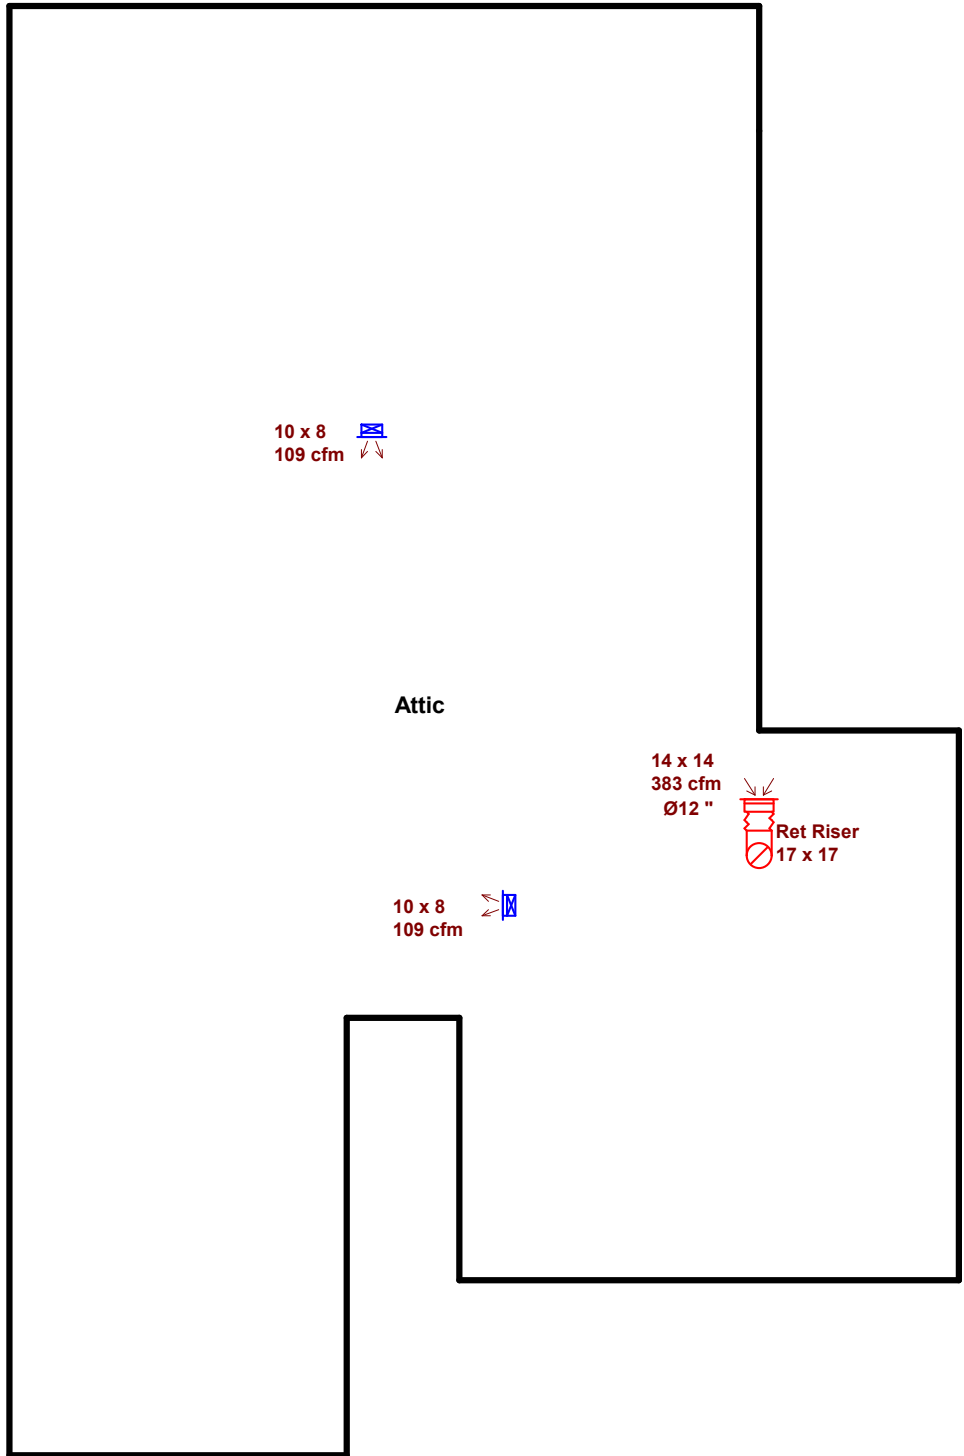 10 x 8
109 cfm
Attic
14 x 14
383 cfm
Ø12 "
Ret Riser
17 x 17
10 x 8
109 cfm